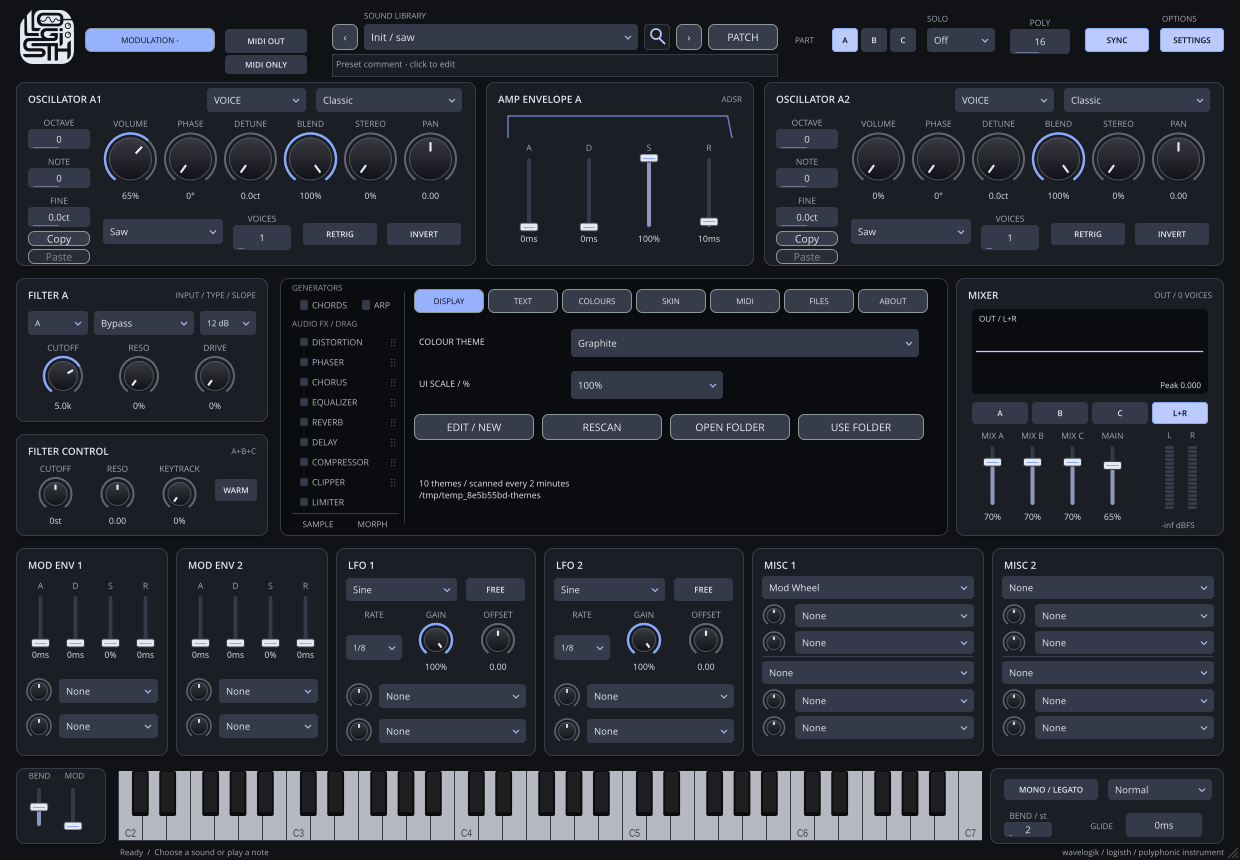 LOGISTH
MODULATION -
MIDI OUT
MIDI ONLY
SOUND LIBRARY
‹
Init / saw
›
PATCH
Preset comment - click to edit
PART
A
B
C
SOLO
Off
POLY
16
SYNC
OPTIONS
SETTINGS
OSCILLATOR A1
VOICE
Classic
OCTAVE
0
NOTE
0
FINE
0.0ct
Copy
Paste
VOLUME PHASE DETUNE BLEND STEREO PAN
65% 0° 0.0ct 100% 0% 0.00
Saw
VOICES
1
RETRIG
INVERT
AMP ENVELOPE A
ADSR
A D S R
0ms 0ms 100% 10ms
OSCILLATOR A2
VOICE
Classic
OCTAVE
0
NOTE
0
FINE
0.0ct
Copy
Paste
VOLUME PHASE DETUNE BLEND STEREO PAN
0% 0° 0.0ct 100% 0% 0.00
Saw
VOICES
1
RETRIG
INVERT
FILTER A
INPUT / TYPE / SLOPE
A
Bypass
12 dB
CUTOFF RESO DRIVE
5.0k 0% 0%
FILTER CONTROL
A+B+C
CUTOFF RESO KEYTRACK
WARM
0st 0.00 0%
GENERATORS
CHORDS ARP
AUDIO FX / DRAG
DISTORTION
PHASER
CHORUS
EQUALIZER
REVERB
DELAY
COMPRESSOR
CLIPPER
LIMITER
SAMPLE MORPH
DISPLAY TEXT COLOURS SKIN MIDI FILES ABOUT
COLOUR THEME
Graphite
UI SCALE / %
100%
EDIT / NEW
RESCAN
OPEN FOLDER
USE FOLDER
10 themes / scanned every 2 minutes
/tmp/temp_8e5b55bd-themes
MIXER
OUT / 0 VOICES
OUT / L+R
Peak 0.000
A B C L+R
MIX A MIX B MIX C MAIN L R
70% 70% 70% 65%
-inf dBFS
MOD ENV 1
A D S R
0ms 0ms 0% 0ms
None
None
MOD ENV 2
A D S R
0ms 0ms 0% 0ms
None
None
LFO 1
Sine
FREE
RATE GAIN OFFSET
1/8
100% 0.00
None
None
LFO 2
Sine
FREE
RATE GAIN OFFSET
1/8
100% 0.00
None
None
MISC 1
Mod Wheel
None
None
None
None
None
MISC 2
None
None
None
None
None
None
BEND MOD
C2 C3 C4 C5 C6 C7
MONO / LEGATO
Normal
BEND / st
2
GLIDE
0ms
Ready / Choose a sound or play a note
wavelogik / logisth / polyphonic instrument